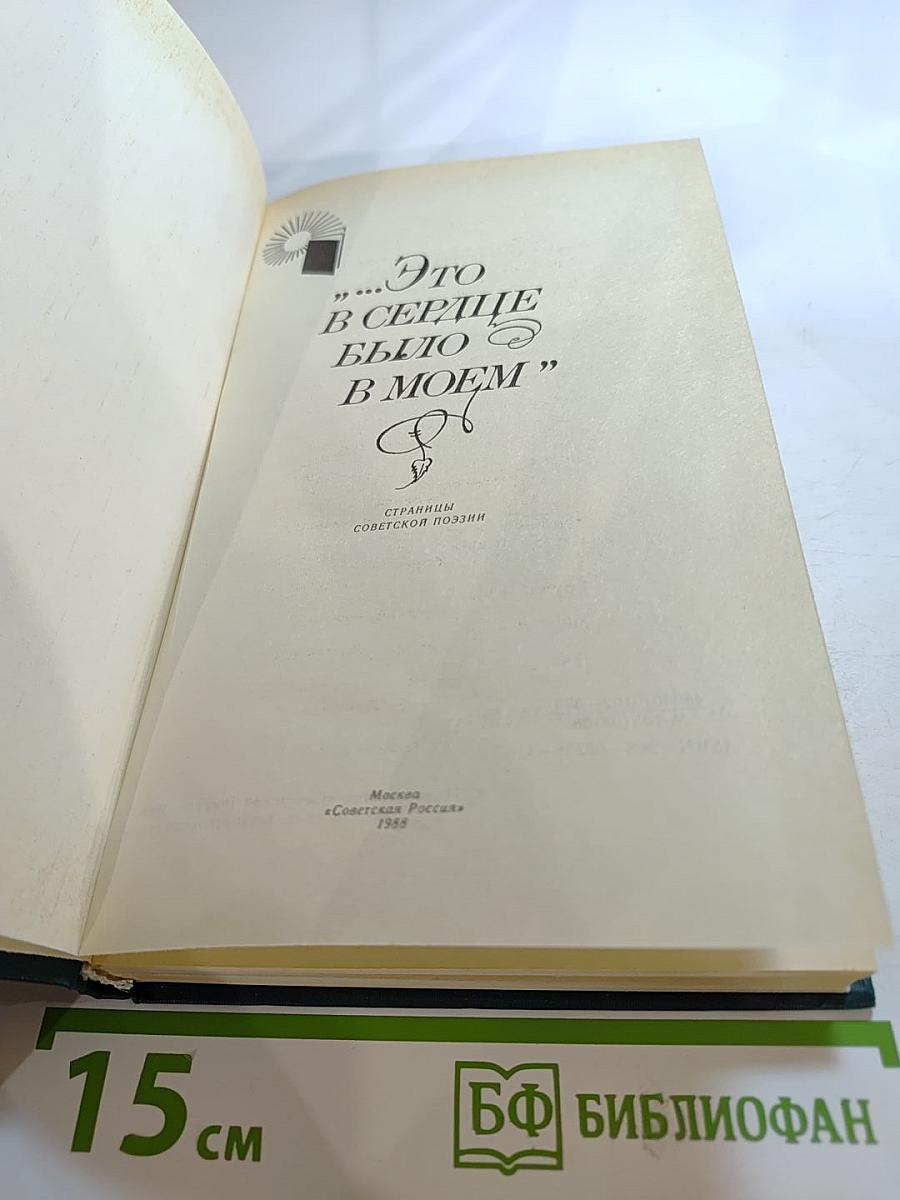 „...Это
в сердце
было
в моем”
СТРАНИЦЫ
СОВЕТСКОЙ ПОЭЗИИ
Москва
«Советская Россия»
1988
15 см
БФ БИБЛИОФАН